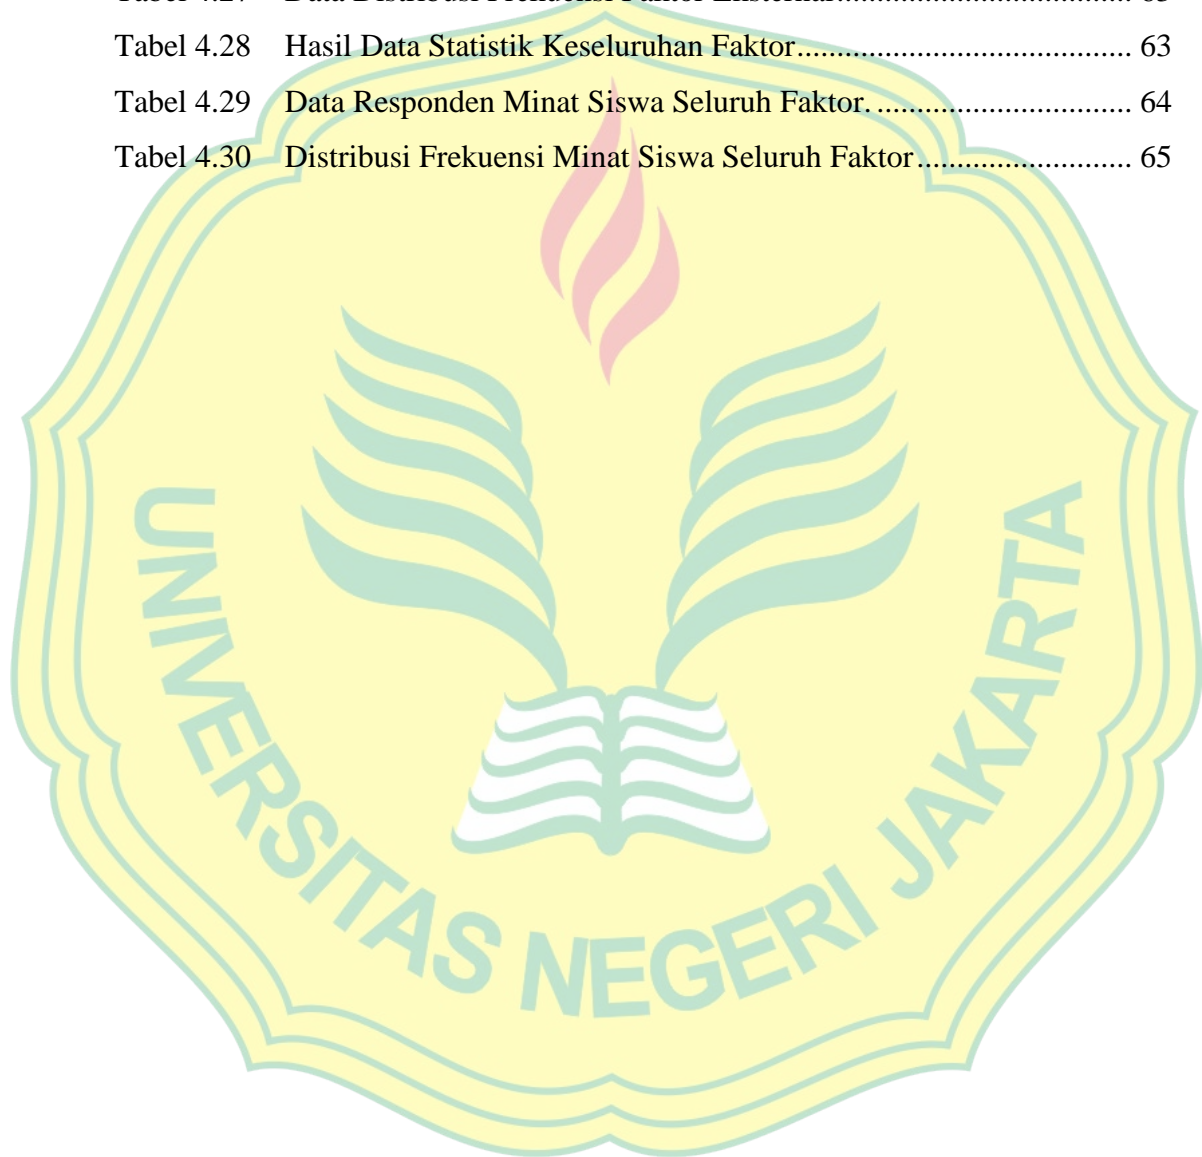 Tabel 4.28 Hasil Data Statistik Keseluruhan Faktor.......................................... 63
Tabel 4.29 Data Responden Minat Siswa Seluruh Faktor. ................................ 64
Tabel 4.30 Distribusi Frekuensi Minat Siswa Seluruh Faktor........................... 65
UNIVERSITAS NEGERI JAKARTA